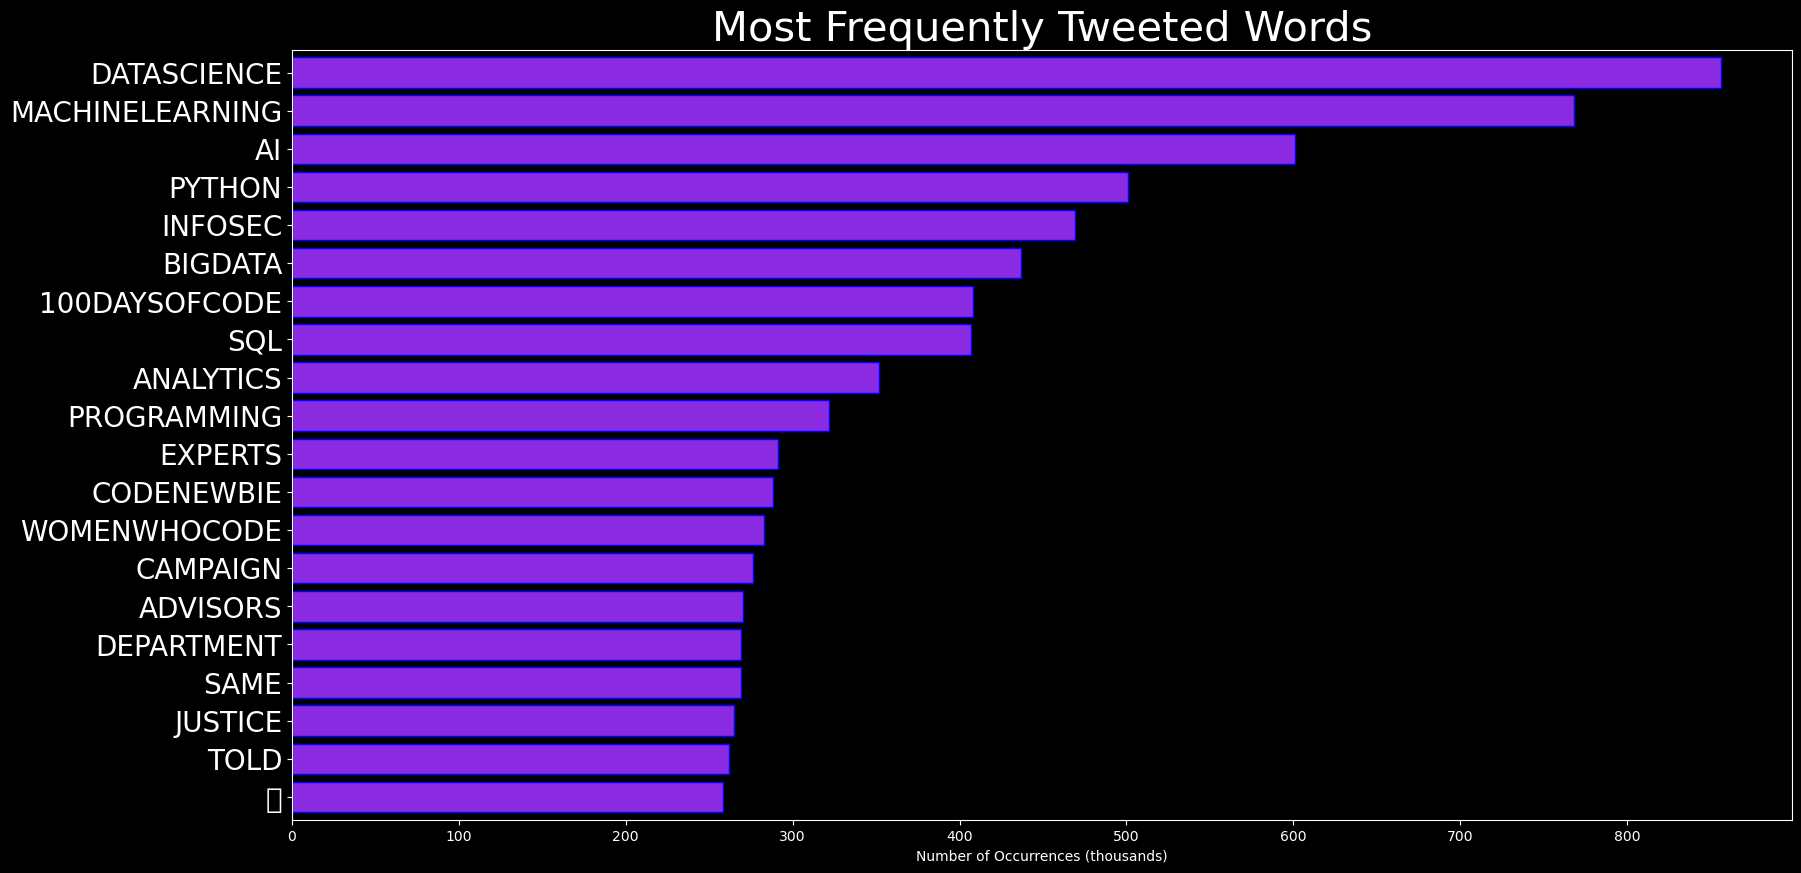 Most Frequently Tweeted Words
DATASCIENCE
MACHINELEARNING
AI
PYTHON
INFOSEC
BIGDATA
100DAYSOFCODE
SQL
ANALYTICS
PROGRAMMING
EXPERTS
CODENEWBIE
WOMENWHOCODE
CAMPAIGN
ADVISORS
DEPARTMENT
SAME
JUSTICE
TOLD
0 100 200 300 400 500 600 700 800
Number of Occurrences (thousands)